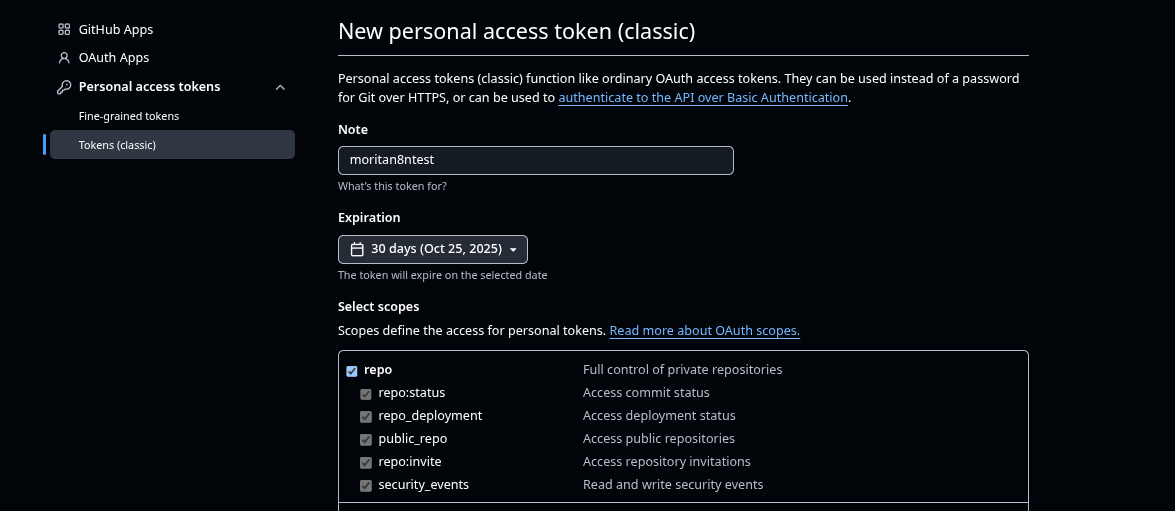 GitHub Apps
OAuth Apps
Personal access tokens
Fine-grained tokens
Tokens (classic)
New personal access token (classic)
Personal access tokens (classic) function like ordinary OAuth access tokens. They can be used instead of a password
for Git over HTTPS, or can be used to authenticate to the API over Basic Authentication.
Note
moritan8ntest
What's this token for?
Expiration
30 days (Oct 25, 2025)
The token will expire on the selected date
Select scopes
Scopes define the access for personal tokens. Read more about OAuth scopes.
repo Full control of private repositories
repo:status Access commit status
repo_deployment Access deployment status
public_repo Access public repositories
repo:invite Access repository invitations
security_events Read and write security events